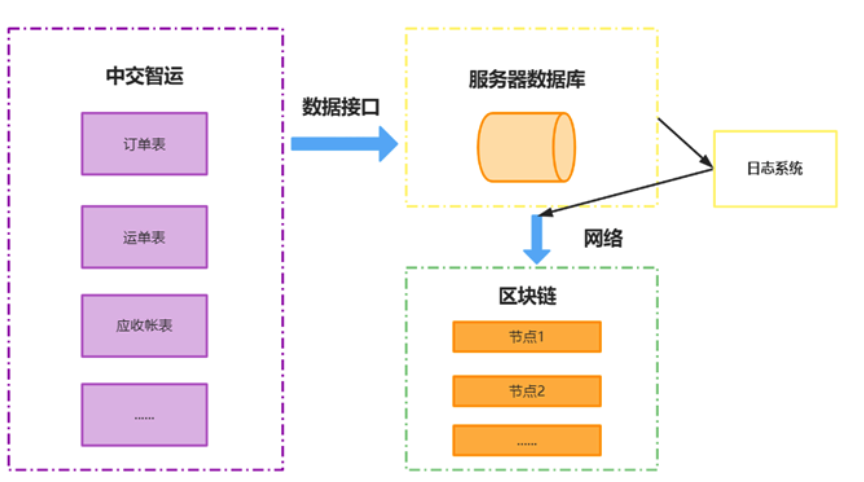 中交智运
订单表
运单表
应收帐表
......
数据接口
服务器数据库
日志系统
网络
区块链
节点1
节点2
......